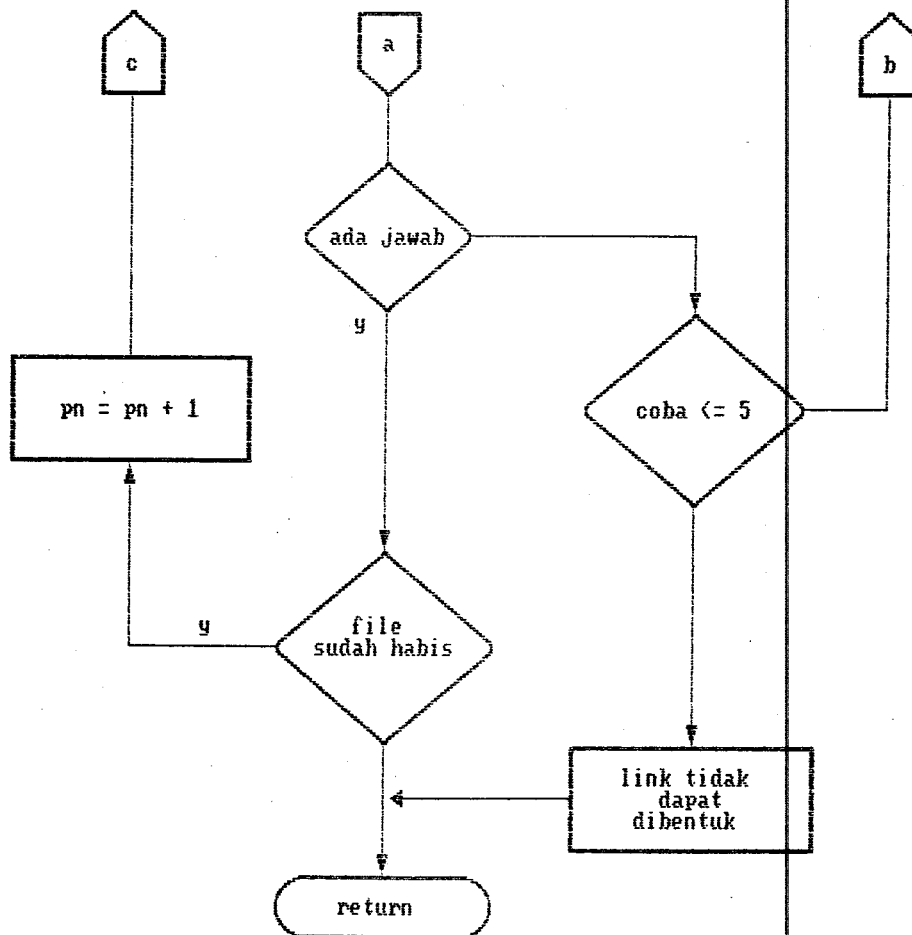 c
a
b
ada jawab
y
pn = pn + 1
coba <= 5
y
file
sudah habis
link tidak
dapat
dibentuk
return